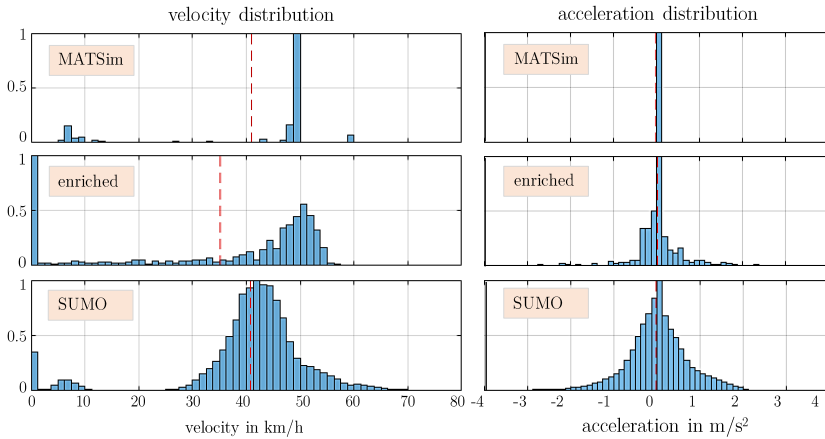 velocity distribution
acceleration distribution
1
MATSim
MATSim
0.5
0
1
enriched
enriched
0.5
0
1
SUMO
SUMO
0.5
0
0 10 20 30 40 50 60 70 80
-4 -3 -2 -1 0 1 2 3 4
velocity in km/h
acceleration in m/s²